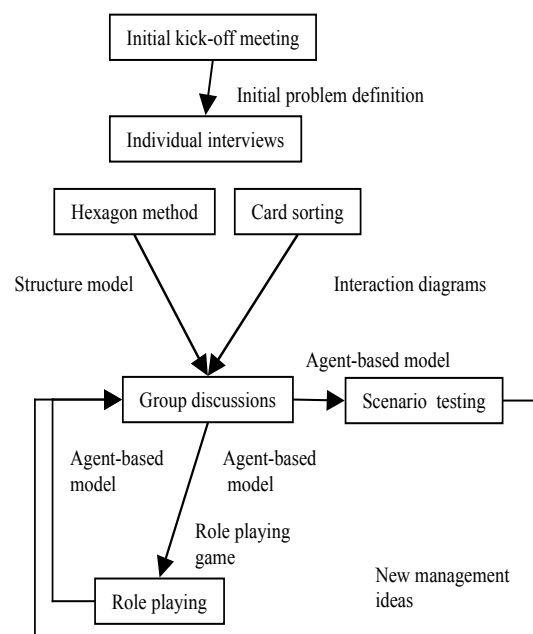 Initial kick-off meeting
Initial problem definition
Individual interviews
Hexagon method
Card sorting
Structure model
Interaction diagrams
Agent-based model
Group discussions
Scenario testing
Agent-based
model
Agent-based
model
Role playing
game
New management
ideas
Role playing